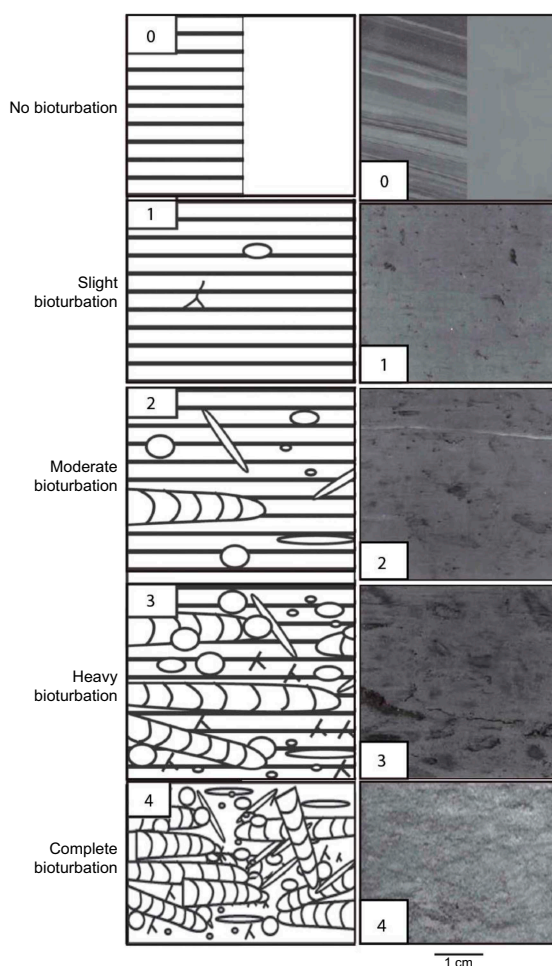 0
No bioturbation
0
1
Slight
bioturbation
1
2
Moderate
bioturbation
2
3
Heavy
bioturbation
3
4
Complete
bioturbation
4
1 cm